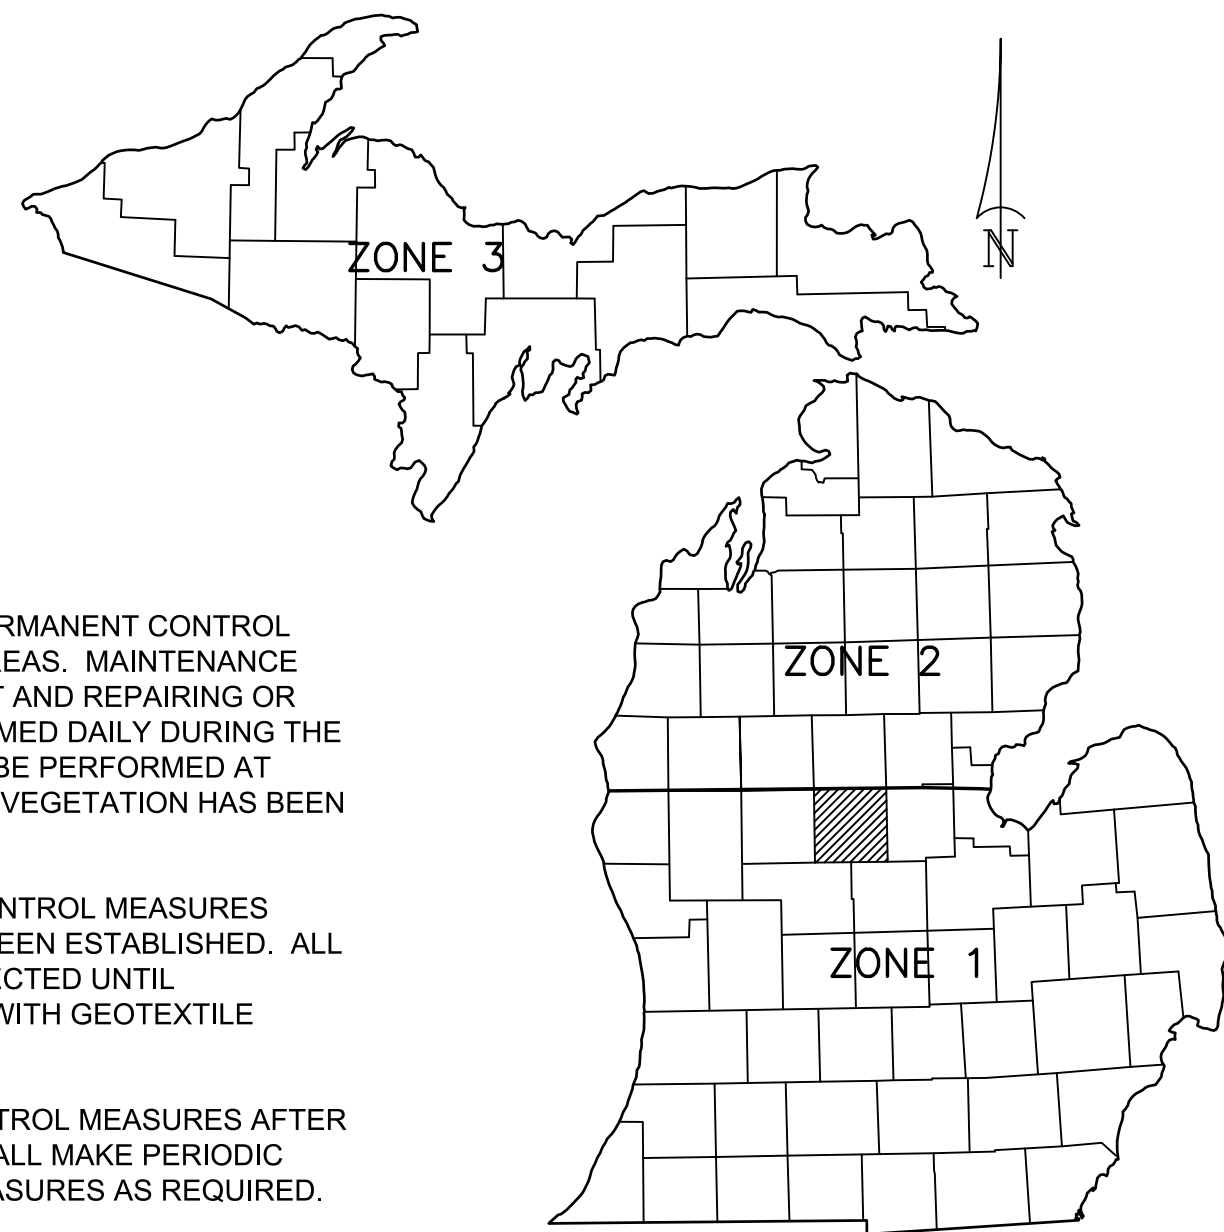 ZONE 3
N
RMANENT CONTROL
EAS. MAINTENANCE
T AND REPAIRING OR
MED DAILY DURING THE
BE PERFORMED AT
VEGETATION HAS BEEN
ZONE 2
NTROL MEASURES
EEN ESTABLISHED. ALL
ECTED UNTIL
WITH GEOTEXTILE
ZONE 1
TROL MEASURES AFTER
ALL MAKE PERIODIC
ASURES AS REQUIRED.